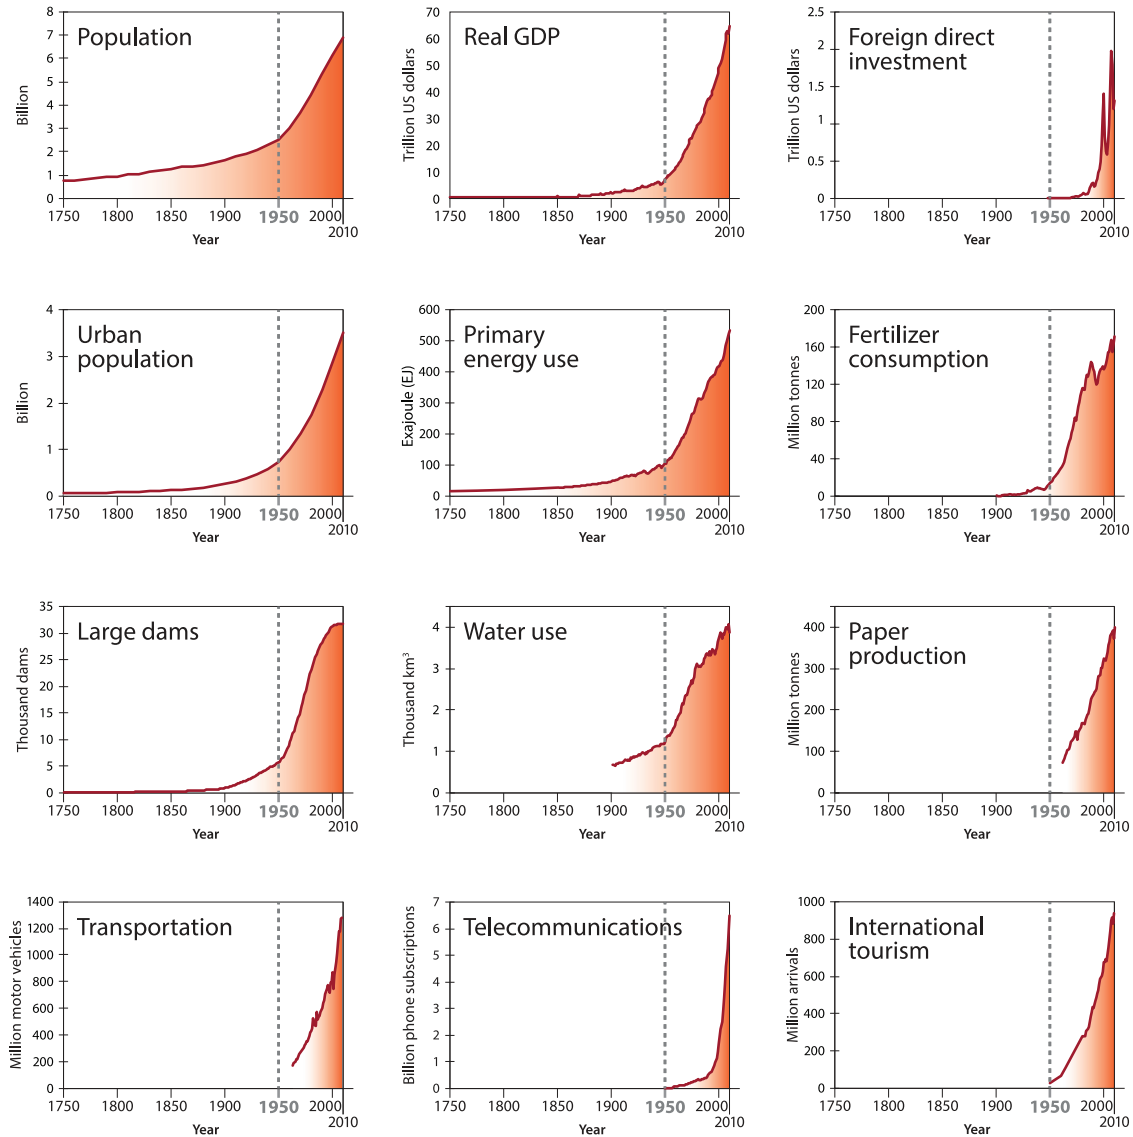 Population
Billion
8
7
6
5
4
3
2
1
0
1750 1800 1850 1900 1950 2000
2010
Year
Real GDP
Trillion US dollars
70
60
50
40
30
20
10
0
1750 1800 1850 1900 1950 2000
2010
Year
Foreign direct
investment
Trillion US dollars
2.5
2
1.5
1
0.5
0
1750 1800 1850 1900 1950 2000
2010
Year
Urban
population
Billion
4
3
2
1
0
1750 1800 1850 1900 1950 2000
2010
Year
Primary
energy use
Exajoule (EJ)
600
500
400
300
200
100
0
1750 1800 1850 1900 1950 2000
2010
Year
Fertilizer
consumption
Million tonnes
200
160
120
80
40
0
1750 1800 1850 1900 1950 2000
2010
Year
Large dams
Thousand dams
35
30
25
20
15
10
5
0
1750 1800 1850 1900 1950 2000
2010
Year
Water use
Thousand km³
4
3
2
1
0
1750 1800 1850 1900 1950 2000
2010
Year
Paper
production
Million tonnes
400
300
200
100
0
1750 1800 1850 1900 1950 2000
2010
Year
Transportation
Million motor vehicles
1400
1200
1000
800
600
400
200
0
1750 1800 1850 1900 1950 2000
2010
Year
Telecommunications
Billion phone subscriptions
7
6
5
4
3
2
1
0
1750 1800 1850 1900 1950 2000
2010
Year
International
tourism
Million arrivals
1000
800
600
400
200
0
1750 1800 1850 1900 1950 2000
2010
Year